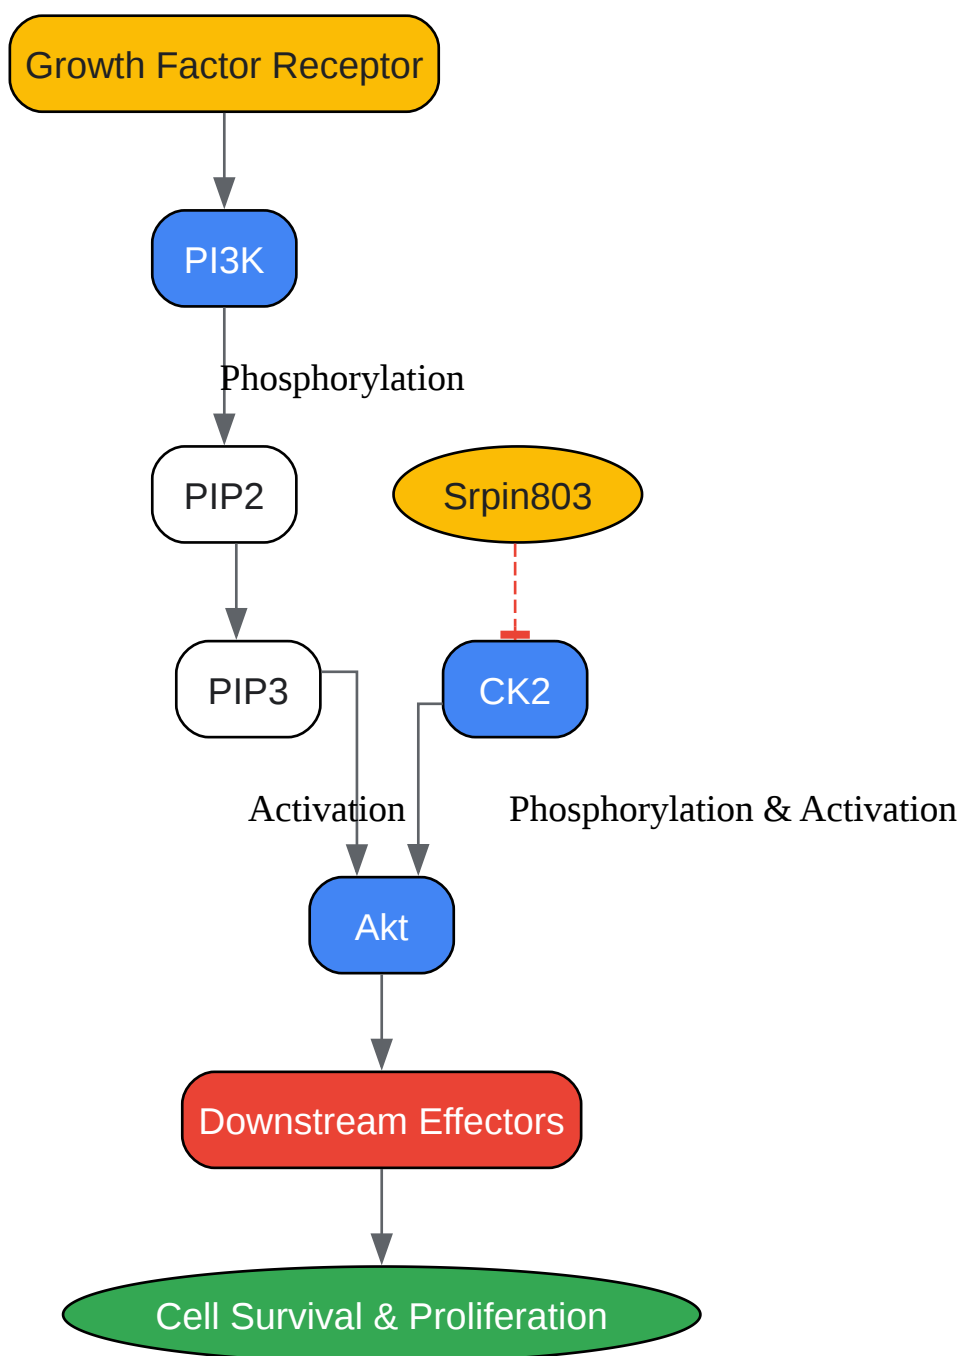 Growth Factor Receptor
PI3K
Phosphorylation
PIP2
Srpin803
PIP3
CK2
Activation
Phosphorylation & Activation
Akt
Downstream Effectors
Cell Survival & Proliferation